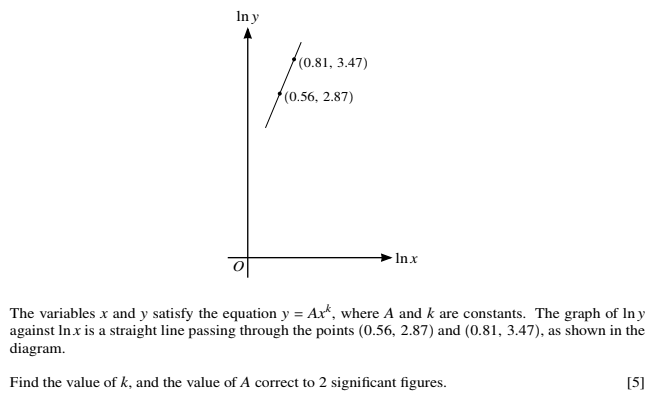 ln y
(0.81, 3.47)
(0.56, 2.87)
O
ln x
The variables x and y satisfy the equation y = Ax^k, where A and k are constants. The graph of ln y
against ln x is a straight line passing through the points (0.56, 2.87) and (0.81, 3.47), as shown in the
diagram.
Find the value of k, and the value of A correct to 2 significant figures. [5]